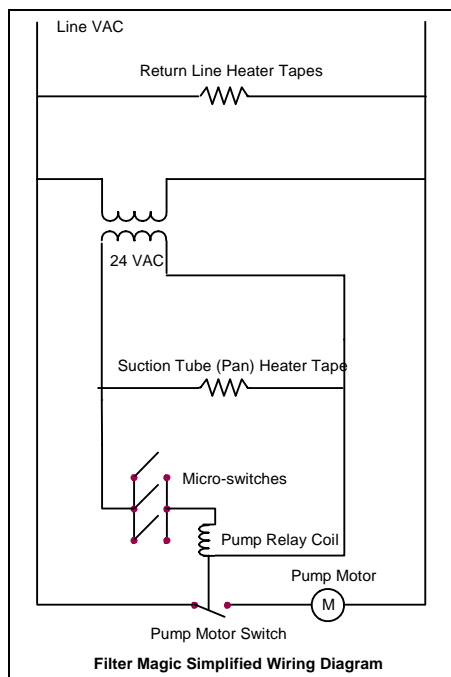 Line VAC
Return Line Heater Tapes
24 VAC
Suction Tube (Pan) Heater Tape
Micro-switches
Pump Relay Coil
Pump Motor
M
Pump Motor Switch
Filter Magic Simplified Wiring Diagram